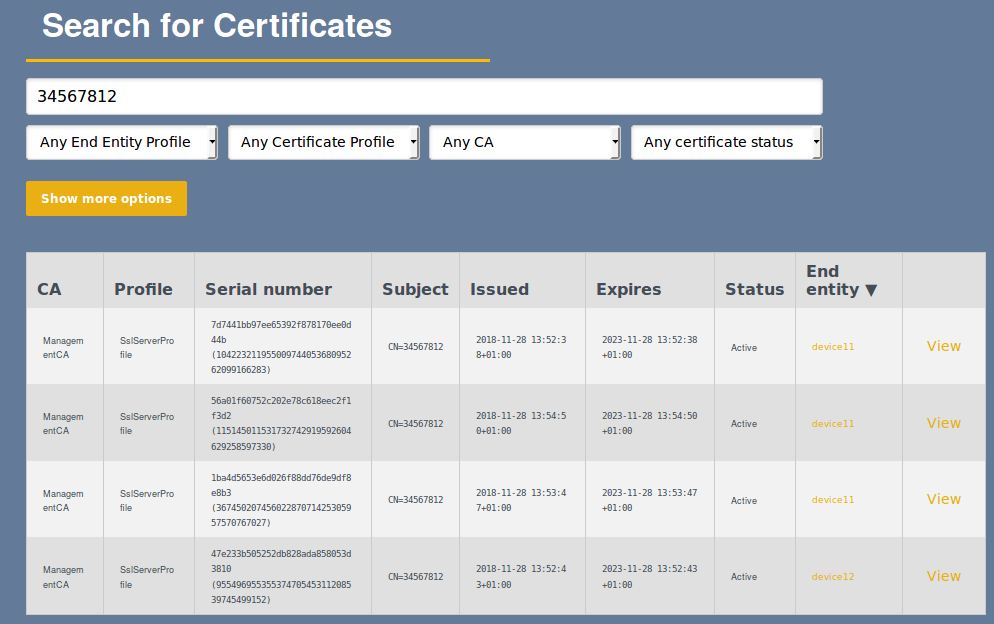 Search for Certificates
34567812
Any End Entity Profile Any Certificate Profile Any CA Any certificate status
Show more options
CA Profile Serial number Subject Issued Expires Status End entity ▼
ManagementCA SslServerProfile 7d7441bb97ee65392f878170ee0d44b (10422321195500974405368095262099166283) CN=34567812 2018-11-28 13:52:38+01:00 2023-11-28 13:52:38+01:00 Active device11 View
ManagementCA SslServerProfile 56a01f60752c202e78c618eec2f1f3d2 (115145011531732742919592604629258597330) CN=34567812 2018-11-28 13:54:50+01:00 2023-11-28 13:54:50+01:00 Active device11 View
ManagementCA SslServerProfile 1ba4d5653e6d026f88dd76de9df8e8b3 (36745020745602287071425305957570767027) CN=34567812 2018-11-28 13:53:47+01:00 2023-11-28 13:53:47+01:00 Active device11 View
ManagementCA SslServerProfile 47e233b505252db828ada858053d3810 (95549695535537470545311208539745499152) CN=34567812 2018-11-28 13:52:43+01:00 2023-11-28 13:52:43+01:00 Active device12 View